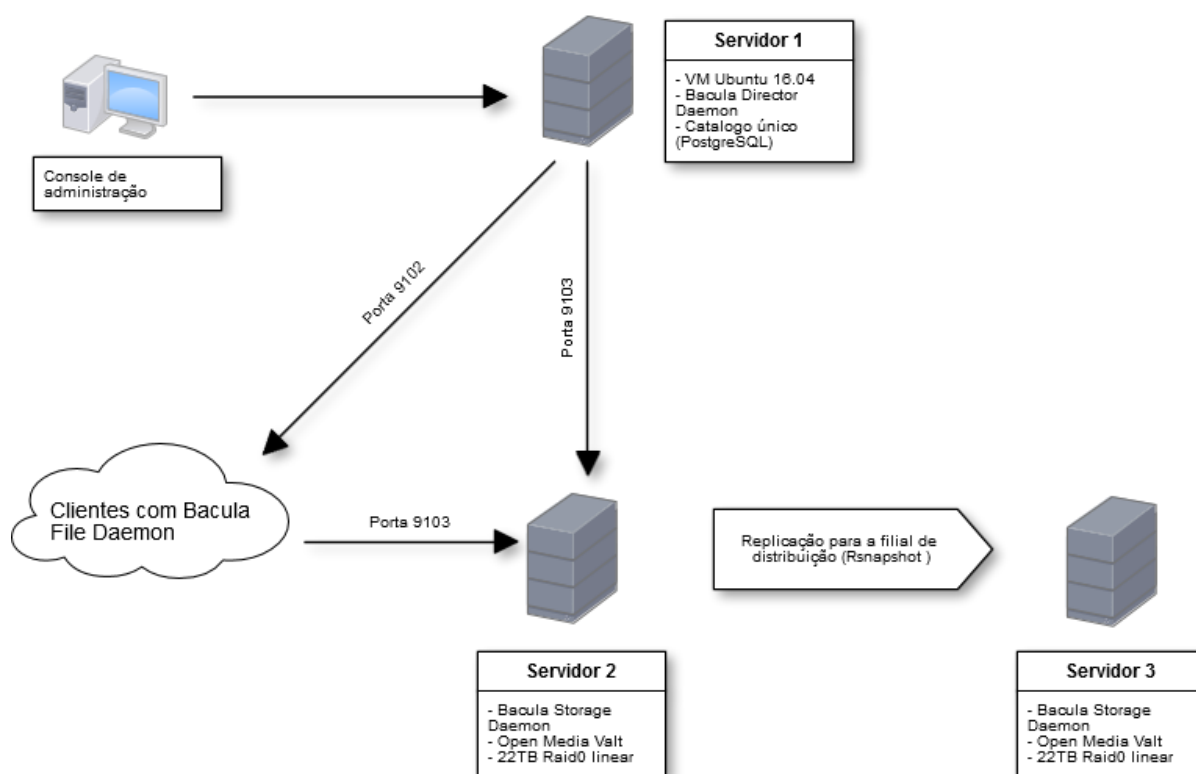 Servidor 1
- VM Ubuntu 16.04
- Bacula Director
Daemon
- Catalogo único
(PostgreSQL)
Console de
administração
Porta 9102
Porta 9103
Clientes com Bacula
File Daemon
Porta 9103
Replicação para a filial de
distribuição (Rsnapshot )
Servidor 2
- Bacula Storage
Daemon
- Open Media Valt
- 22TB Raid0 linear
Servidor 3
- Bacula Storage
Daemon
- Open Media Valt
- 22TB Raid0 linear